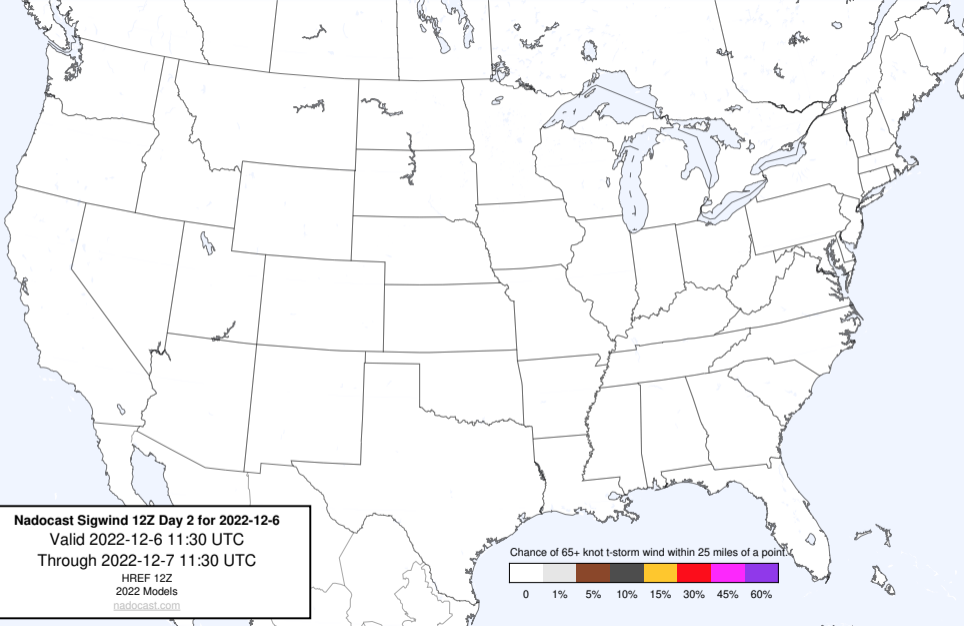 Nadocast Sigwind 12Z Day 2 for 2022-12-6
Valid 2022-12-6 11:30 UTC
Through 2022-12-7 11:30 UTC
HREF 12Z
2022 Models
nadocast.com
Chance of 65+ knot t-storm wind within 25 miles of a point.
0 1% 5% 10% 15% 30% 45% 60%